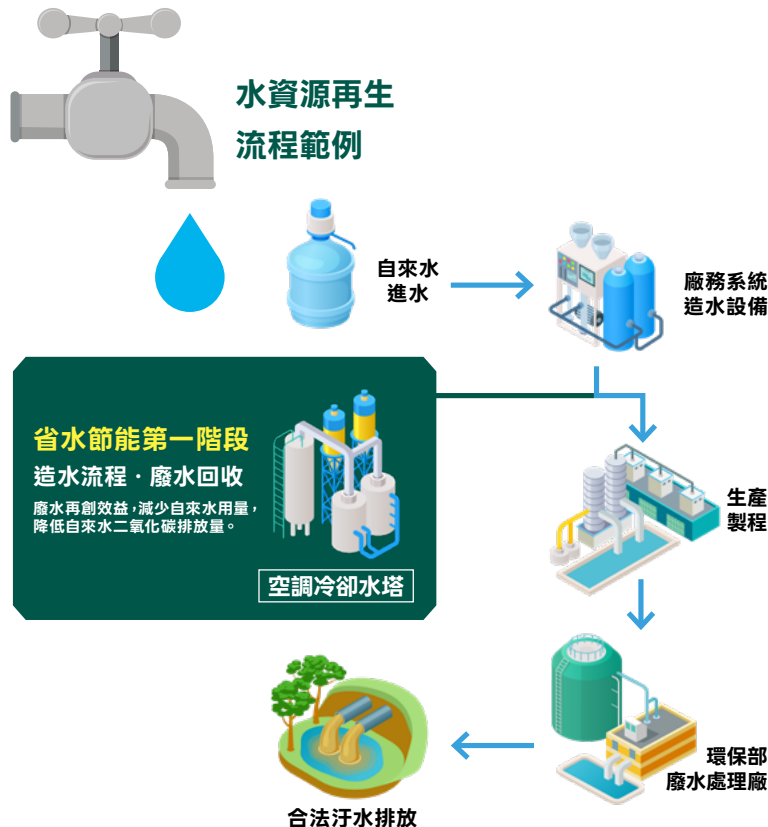 水資源再生
流程範例
自來水
進水
廠務系統
造水設備
省水節能第一階段
造水流程．廢水回收
廢水再創效益，減少自來水用量，
降低自來水二氧化碳排放量。
空調冷卻水塔
生產
製程
環保部
廢水處理廠
合法汙水排放